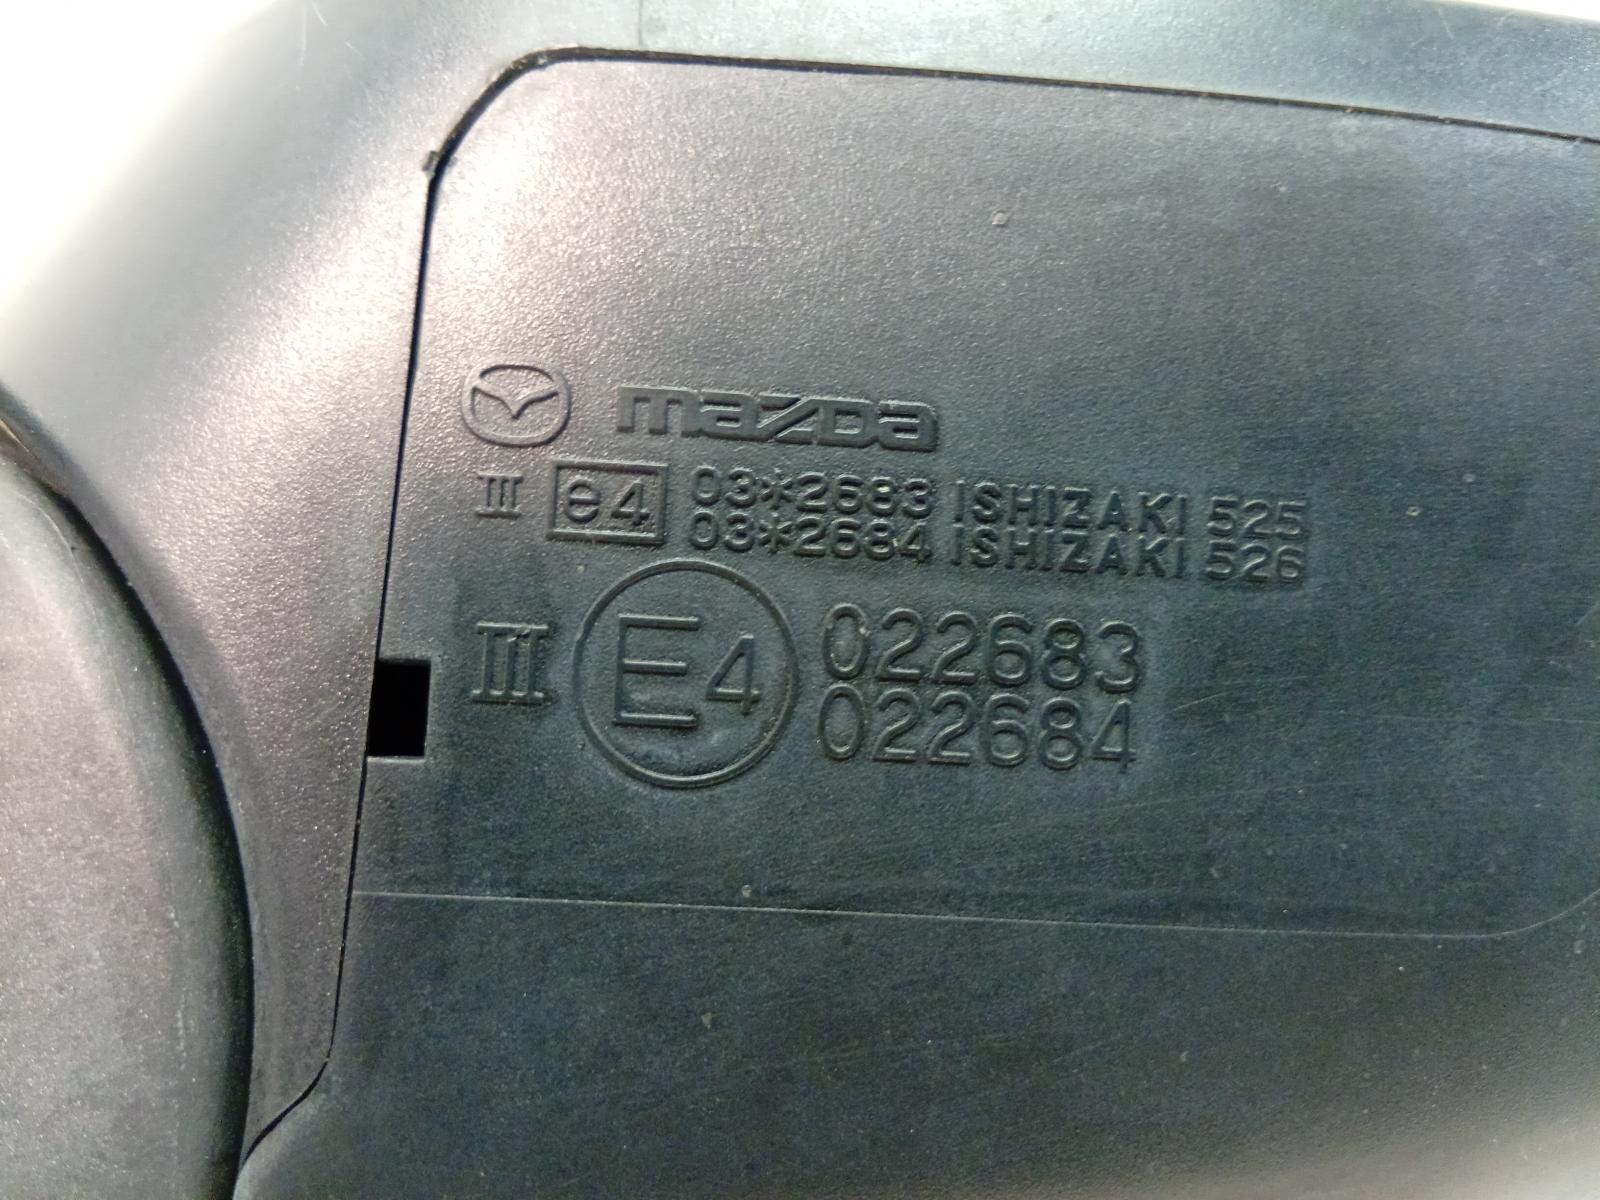 mazda
III e4 03*2683 ISHIZAKI 525
03*2684 ISHIZAKI 526
III E4 022683
022684